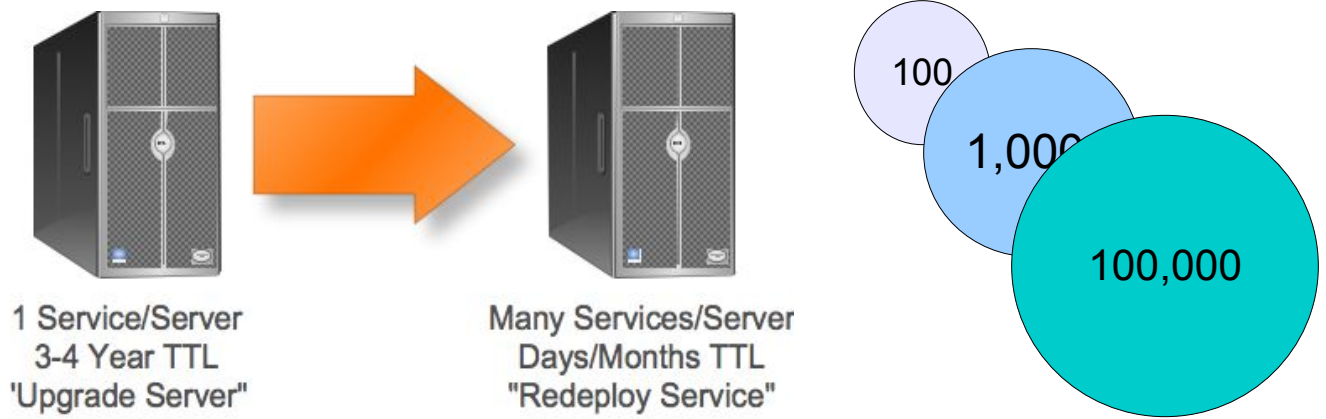 1 Service/Server
3-4 Year TTL
'Upgrade Server"
Many Services/Server
Days/Months TTL
"Redeploy Service"
100
1,000
100,000